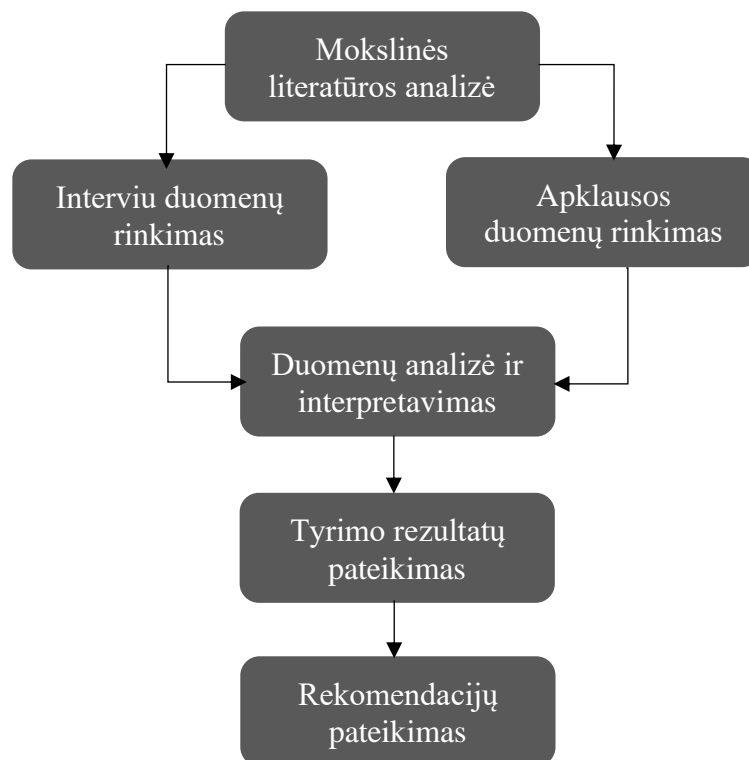 Mokslinės
literatūros analizė
Interviu duomenų
rinkimas
Apklausos
duomenų rinkimas
Duomenų analizė ir
interpretavimas
Tyrimo rezultatų
pateikimas
Rekomendacijų
pateikimas